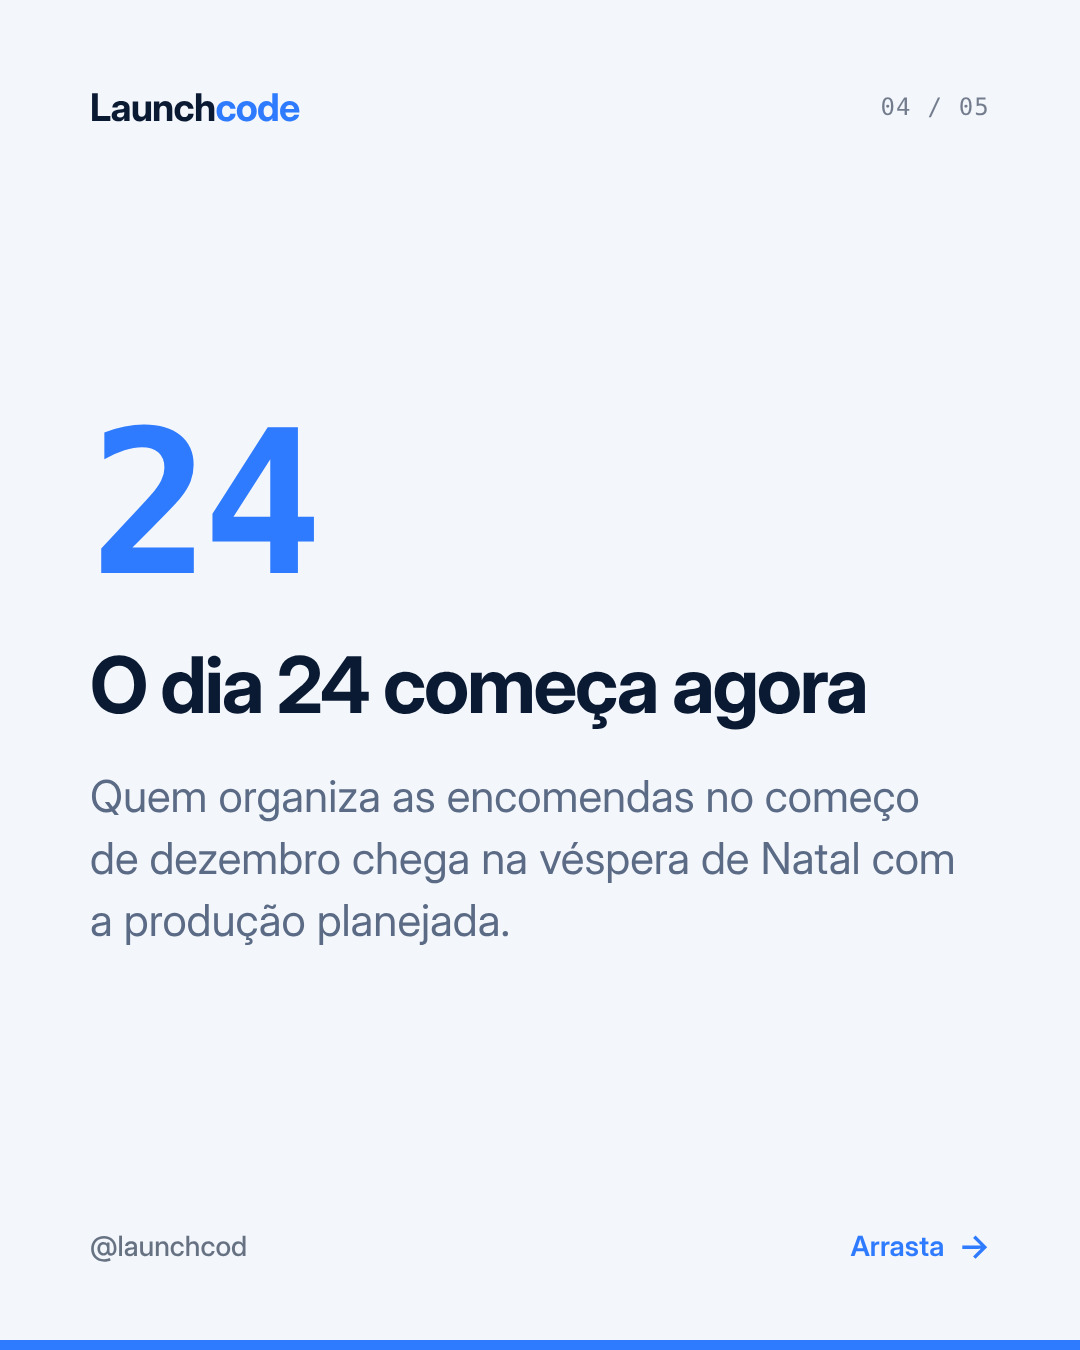 Launchcode
04 / 05
24
O dia 24 começa agora
Quem organiza as encomendas no começo
de dezembro chega na véspera de Natal com
a produção planejada.
@launchcod
Arrasta →